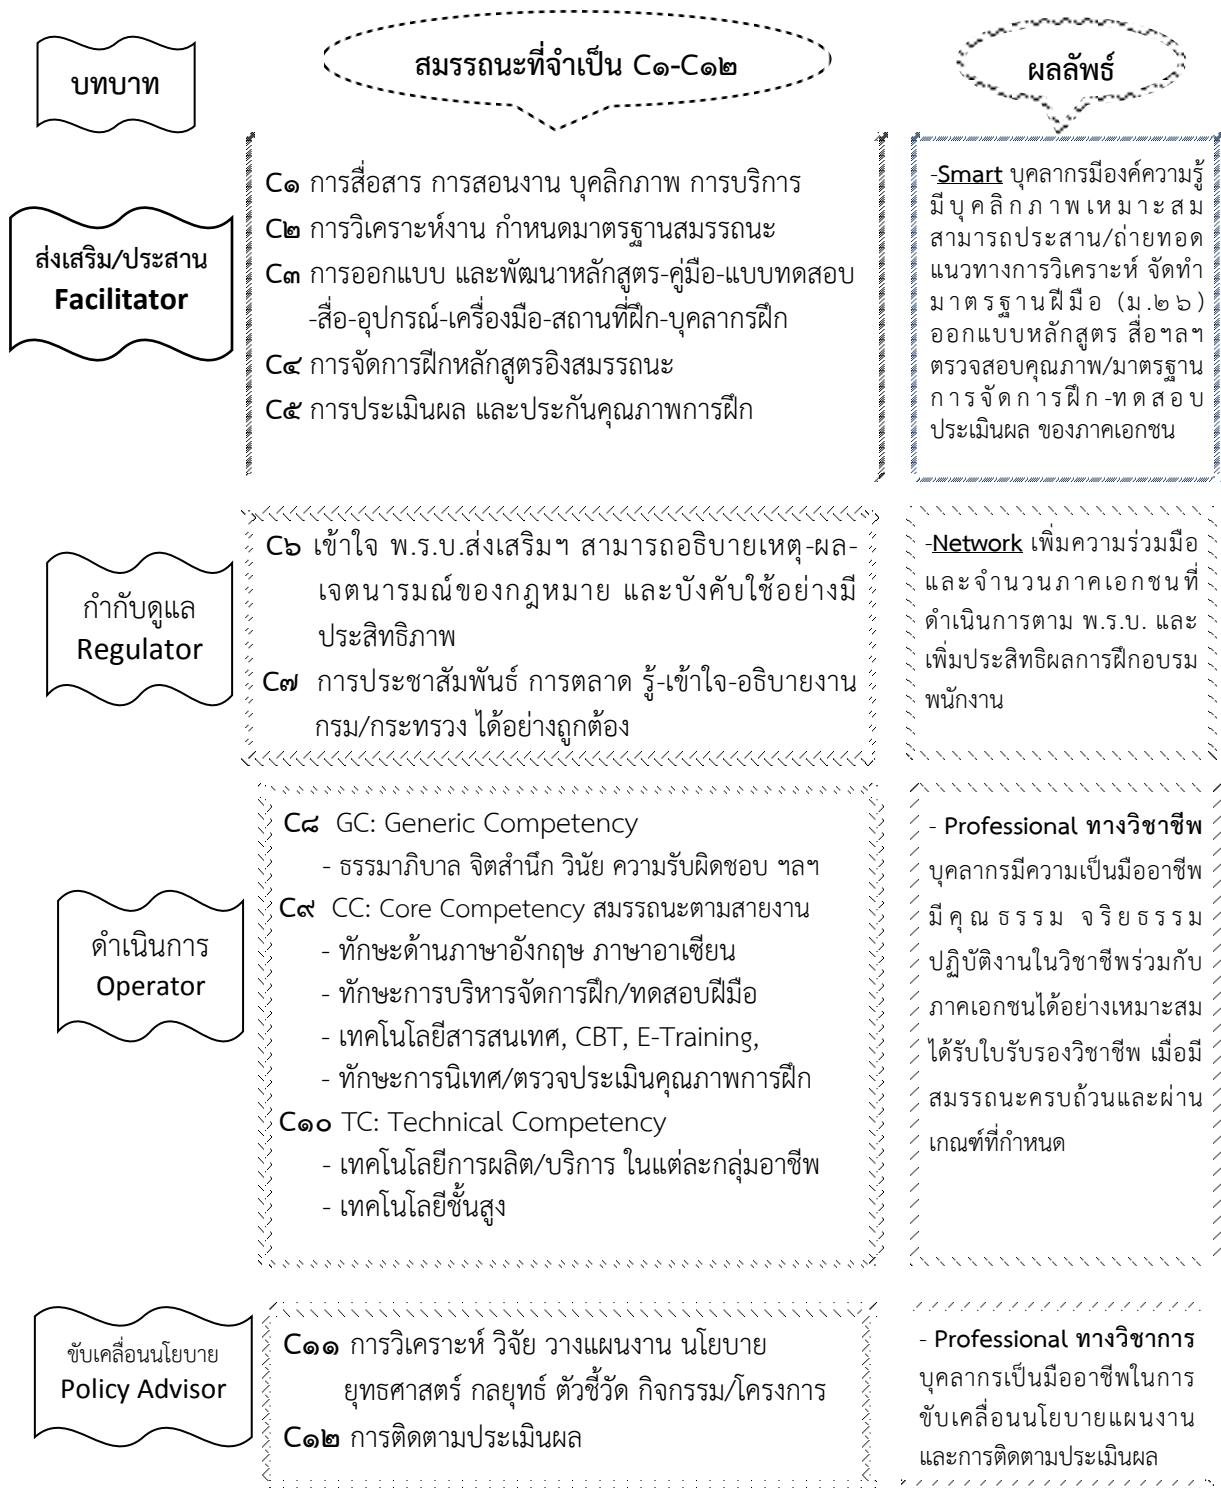 บทบาท
สมรรถนะที่จำเป็น C๑-C๑๒
ผลลัพธ์
ส่งเสริม/ประสาน
Facilitator
C๑ การสื่อสาร การสอนงาน บุคลิกภาพ การบริการ
C๒ การวิเคราะห์งาน กำหนดมาตรฐานสมรรถนะ
C๓ การออกแบบ และพัฒนาหลักสูตร-คู่มือ-แบบทดสอบ
-สื่อ-อุปกรณ์-เครื่องมือ-สถานที่ฝึก-บุคลากรฝึก
C๔ การจัดการฝึกหลักสูตรอิงสมรรถนะ
C๕ การประเมินผล และประกันคุณภาพการฝึก
-Smart บุคลากรมีองค์ความรู้
มีบุคลิกภาพเหมาะสม
สามารถประสาน/ถ่ายทอด
แนวทางการวิเคราะห์ จัดทำ
มาตรฐานฝีมือ (ม.๒๖)
ออกแบบหลักสูตร สื่อฯลฯ
ตรวจสอบคุณภาพ/มาตรฐาน
การจัดการฝึก-ทดสอบ
ประเมินผล ของภาคเอกชน
กำกับดูแล
Regulator
C๖ เข้าใจ พ.ร.บ.ส่งเสริมฯ สามารถอธิบายเหตุ-ผล-
เจตนารมณ์ของกฎหมาย และบังคับใช้อย่างมี
ประสิทธิภาพ
C๗ การประชาสัมพันธ์ การตลาด รู้-เข้าใจ-อธิบายงาน
กรม/กระทรวง ได้อย่างถูกต้อง
-Network เพิ่มความร่วมมือ
และจำนวนภาคเอกชนที่
ดำเนินการตาม พ.ร.บ. และ
เพิ่มประสิทธิผลการฝึกอบรม
พนักงาน
ดำเนินการ
Operator
C๘ GC: Generic Competency
- ธรรมาภิบาล จิตสำนึก วินัย ความรับผิดชอบ ฯลฯ
C๙ CC: Core Competency สมรรถนะตามสายงาน
- ทักษะด้านภาษาอังกฤษ ภาษาอาเซียน
- ทักษะการบริหารจัดการฝึก/ทดสอบฝีมือ
- เทคโนโลยีสารสนเทศ, CBT, E-Training,
- ทักษะการนิเทศ/ตรวจประเมินคุณภาพการฝึก
C๑๐ TC: Technical Competency
- เทคโนโลยีการผลิต/บริการ ในแต่ละกลุ่มอาชีพ
- เทคโนโลยีชั้นสูง
- Professional ทางวิชาชีพ
บุคลากรมีความเป็นมืออาชีพ
มีคุณธรรม จริยธรรม
ปฏิบัติงานในวิชาชีพร่วมกับ
ภาคเอกชนได้อย่างเหมาะสม
ได้รับใบรับรองวิชาชีพ เมื่อมี
สมรรถนะครบถ้วนและผ่าน
เกณฑ์ที่กำหนด
ขับเคลื่อนนโยบาย
Policy Advisor
C๑๑ การวิเคราะห์ วิจัย วางแผนงาน นโยบาย
ยุทธศาสตร์ กลยุทธ์ ตัวชี้วัด กิจกรรม/โครงการ
C๑๒ การติดตามประเมินผล
- Professional ทางวิชาการ
บุคลากรเป็นมืออาชีพในการ
ขับเคลื่อนนโยบายแผนงาน
และการติดตามประเมินผล